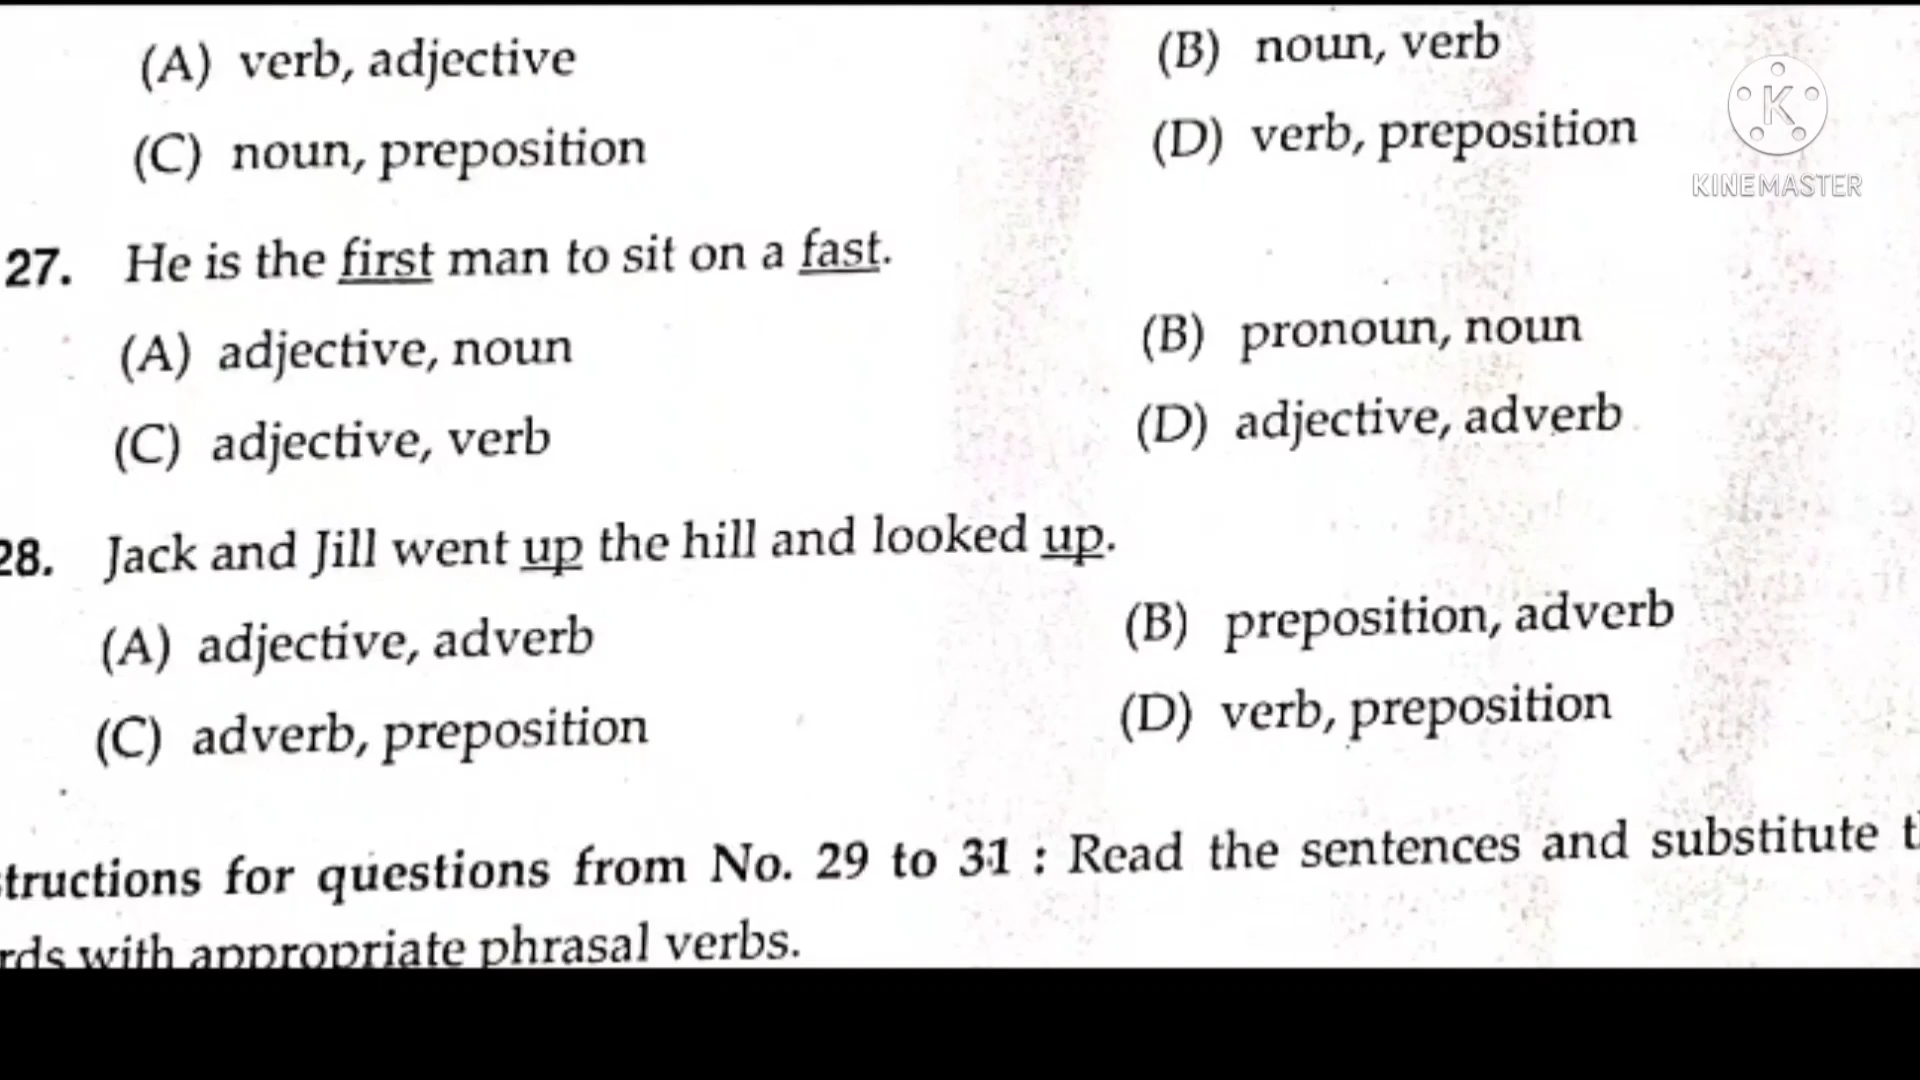 (A) verb, adjective (B) noun, verb
(C) noun, preposition (D) verb, preposition
KINEMASTER
27. He is the first man to sit on a fast.
(A) adjective, noun (B) pronoun, noun
(C) adjective, verb (D) adjective, adverb
28. Jack and Jill went up the hill and looked up.
(A) adjective, adverb (B) preposition, adverb
(C) adverb, preposition (D) verb, preposition
tructions for questions from No. 29 to 31 : Read the sentences and substitute t
rds with appropriate phrasal verbs.